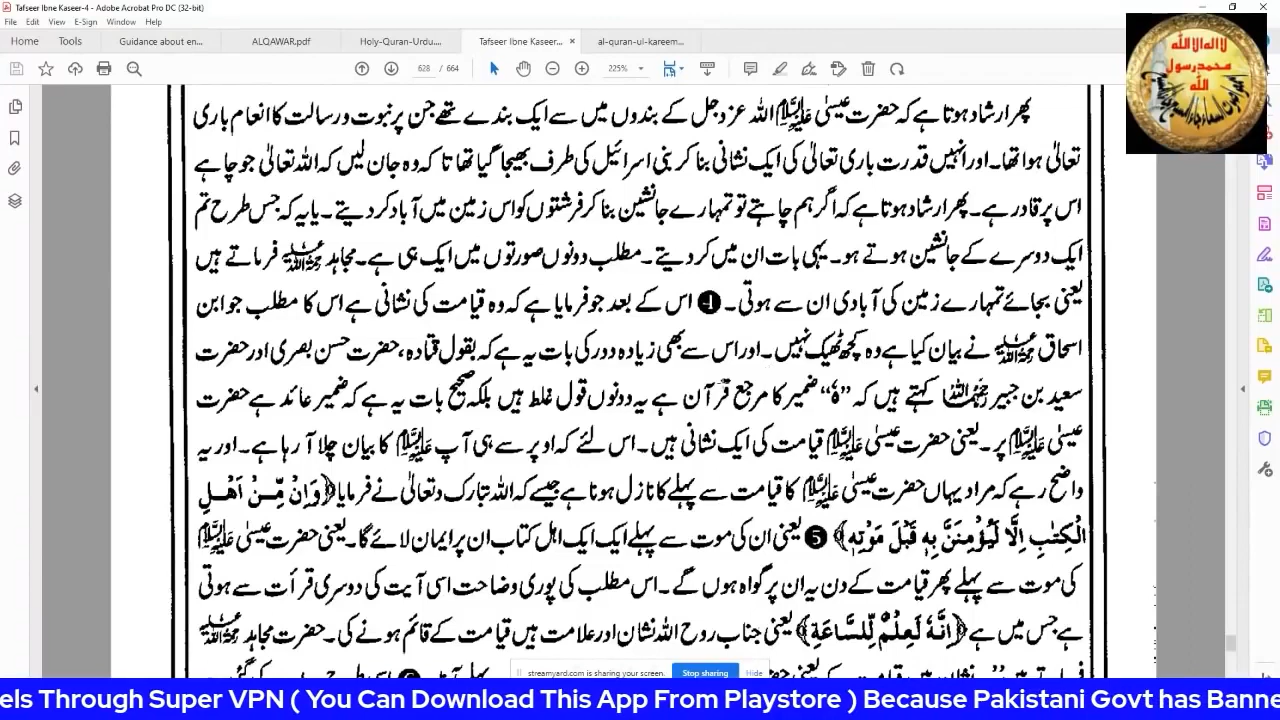 Tafseer Ibne Kaseer-4 - Adobe Acrobat Pro DC (32-bit)
File Edit View E-Sign Window Help
Home Tools Guidance about en... ALQAWAR.pdf Holy-Quran-Urdu.... Tafseer Ibne Kaseer... × al-quran-ul-kareem...
628 / 664 225%
لا اله الا الله
محمد رسول
الله
پھر ارشاد ہوتا ہے کہ حضرت عیسیٰ علیہ السلام اللہ عزوجل کے بندوں میں سے ایک بندے تھے جن پر نبوت و رسالت کا انعام باری
تعالیٰ ہوا تھا۔ اور انہیں قدرت باری تعالیٰ کی ایک نشانی بنا کر بنی اسرائیل کی طرف بھیجا گیا تھا تا کہ وہ جان لیں کہ اللہ تعالیٰ جو چاہے
اس پر قادر ہے۔ پھر ارشاد ہوتا ہے کہ اگر ہم چاہتے تو تمہارے جانشین بنا کر فرشتوں کو اس زمین میں آباد کر دیتے۔ یا یہ کہ جس طرح تم
ایک دوسرے کے جانشین ہوتے ہو۔ یہی بات ان میں کر دیتے۔ مطلب دونوں صورتوں میں ایک ہی ہے۔ مجاہد رحمۃ اللہ علیہ فرماتے ہیں
یعنی بجائے تمہارے زمین کی آبادی ان سے ہوتی۔ ❹ اس کے بعد جو فرمایا ہے کہ وہ قیامت کی نشانی ہے اس کا مطلب جو ابن
اسحاق رحمۃ اللہ علیہ نے بیان کیا ہے وہ کچھ ٹھیک نہیں۔ اور اس سے بھی زیادہ دور کی بات یہ ہے کہ بقول قتادہ، حضرت حسن بصری اور حضرت
سعید بن جبیر کہتے ہیں کہ ”هٗ“ ضمیر کا مرجع قرآن ہے یہ دونوں قول غلط ہیں بلکہ صحیح بات یہ ہے کہ ضمیر عائد ہے حضرت
عیسیٰ علیہ السلام پر۔ یعنی حضرت عیسیٰ علیہ السلام قیامت کی ایک نشانی ہیں۔ اس لئے کہ اوپر سے ہی آپ علیہ السلام کا بیان چلا آ رہا ہے۔ اور یہ
واضح رہے کہ مراد یہاں حضرت عیسیٰ علیہ السلام کا قیامت سے پہلے کا نازل ہونا ہے جیسے کہ اللہ تبارک و تعالیٰ نے فرمایا ﴿وَاِنْ مِّنْ اَهْلِ
الْكِتٰبِ اِلَّا لَيُؤْمِنَنَّ بِهٖ قَبْلَ مَوْتِهٖ﴾ ❺ یعنی ان کی موت سے پہلے ایک ایک اہل کتاب ان پر ایمان لائے گا۔ یعنی حضرت عیسیٰ علیہ السلام
کی موت سے پہلے پھر قیامت کے دن یہ ان پر گواہ ہوں گے۔ اس مطلب کی پوری وضاحت اسی آیت کی دوسری قرأت سے ہوتی
ہے جس میں ہے ﴿اِنَّهٗ لَعِلْمٌ لِّلسَّاعَةِ﴾ یعنی جناب روح اللہ نشان اور علامت ہیں قیامت کے قائم ہونے کی۔ حضرت مجاہد رحمۃ اللہ علیہ
streamyard.com is sharing your screen. Stop sharing Hide
els Through Super VPN ( You Can Download This App From Playstore ) Because Pakistani Govt has Banne